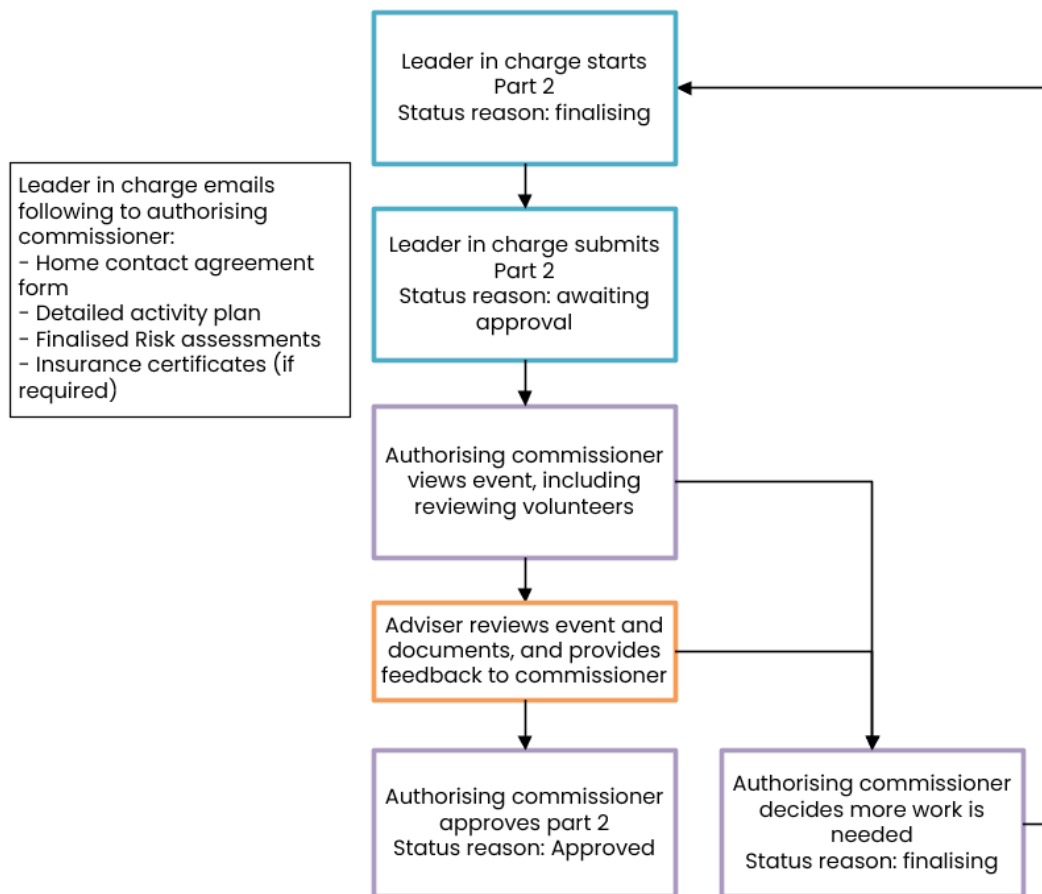 Leader in charge starts
Part 2
Status reason: finalising
Leader in charge emails
following to authorising
commissioner:
- Home contact agreement
form
- Detailed activity plan
- Finalised Risk assessments
- Insurance certificates (if
required)
Leader in charge submits
Part 2
Status reason: awaiting
approval
Authorising commissioner
views event, including
reviewing volunteers
Adviser reviews event and
documents, and provides
feedback to commissioner
Authorising commissioner
approves part 2
Status reason: Approved
Authorising commissioner
decides more work is
needed
Status reason: finalising